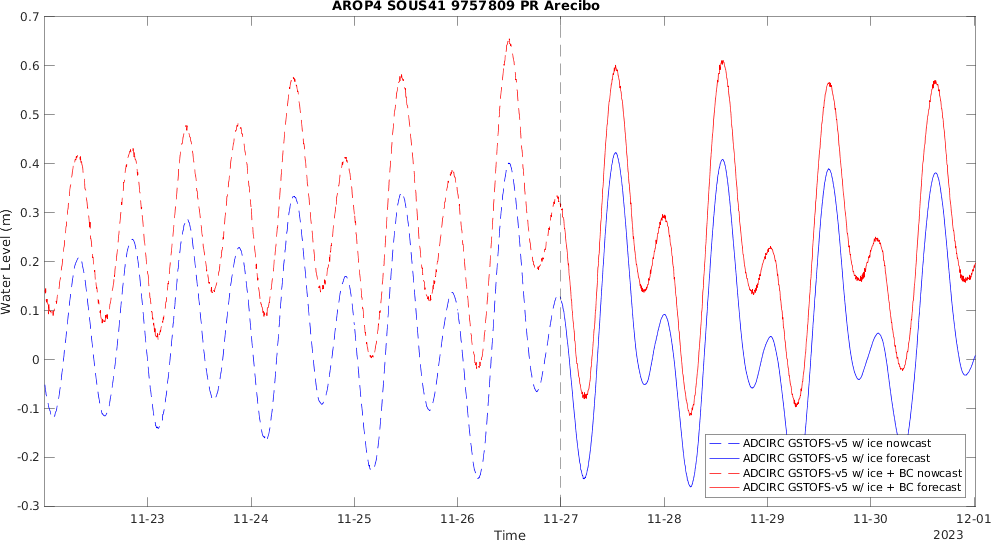 AROP4 SOUS41 9757809 PR Arecibo
0.7
0.6
0.5
0.4
0.3
0.2
0.1
0
-0.1
-0.2
-0.3
Water Level (m)
ADCIRC GSTOFS-v5 w/ ice nowcast
ADCIRC GSTOFS-v5 w/ ice forecast
ADCIRC GSTOFS-v5 w/ ice + BC nowcast
ADCIRC GSTOFS-v5 w/ ice + BC forecast
11-23 11-24 11-25 11-26 11-27 11-28 11-29 11-30 12-01
Time
2023